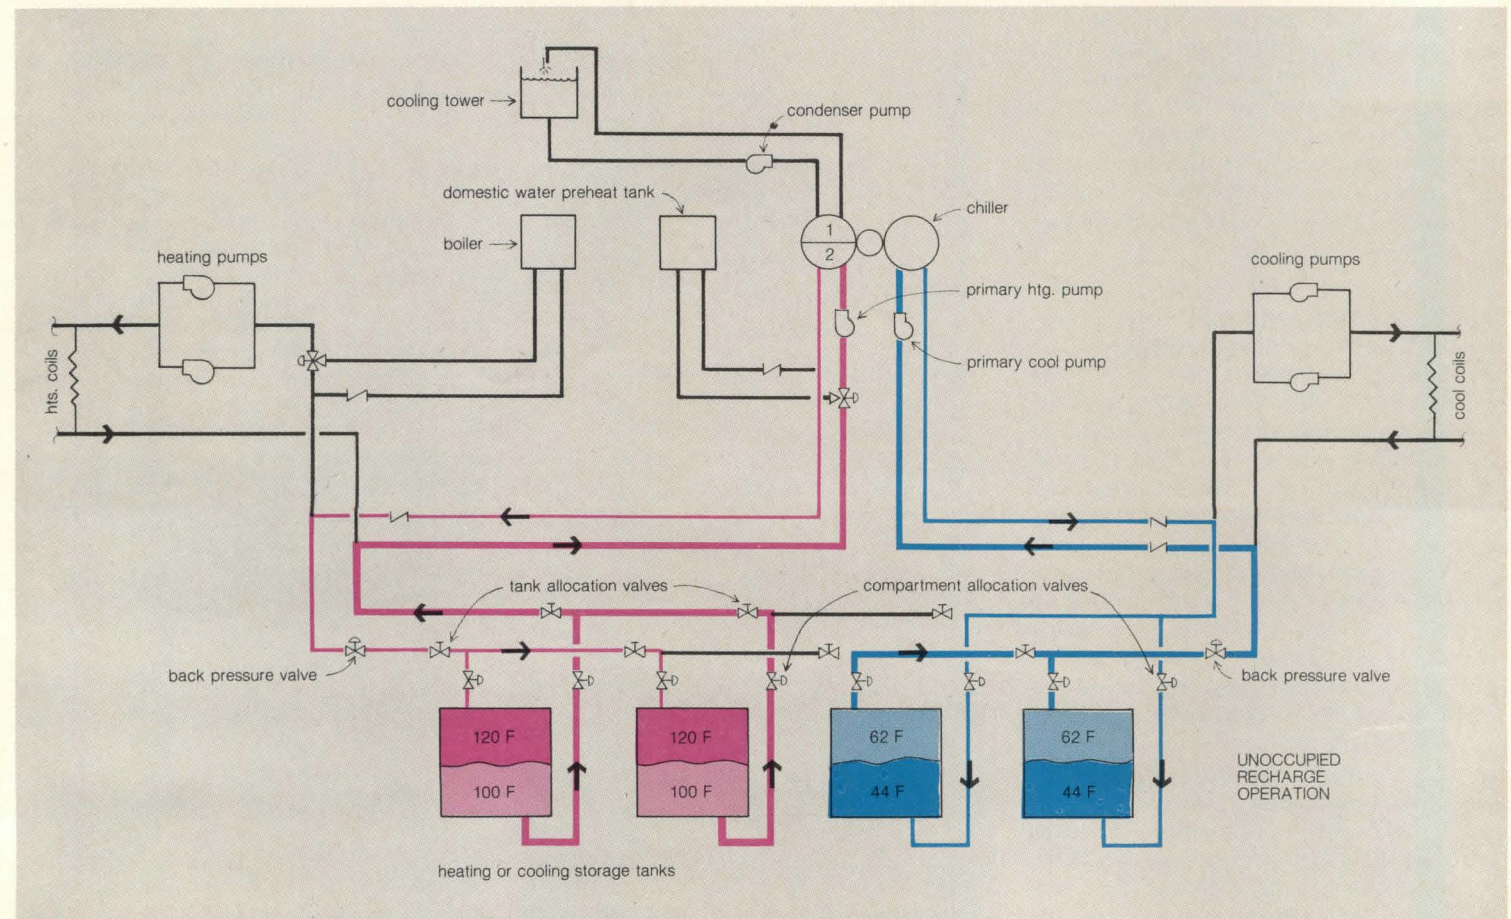 cooling tower
condenser pump
domestic water preheat tank
chiller
1
2
boiler
heating pumps
cooling pumps
primary htg. pump
primary cool pump
hts. coils
cool coils
tank allocation valves
compartment allocation valves
back pressure valve
back pressure valve
120 F
120 F
62 F
62 F
100 F
100 F
44 F
44 F
UNOCCUPIED
RECHARGE
OPERATION
heating or cooling storage tanks